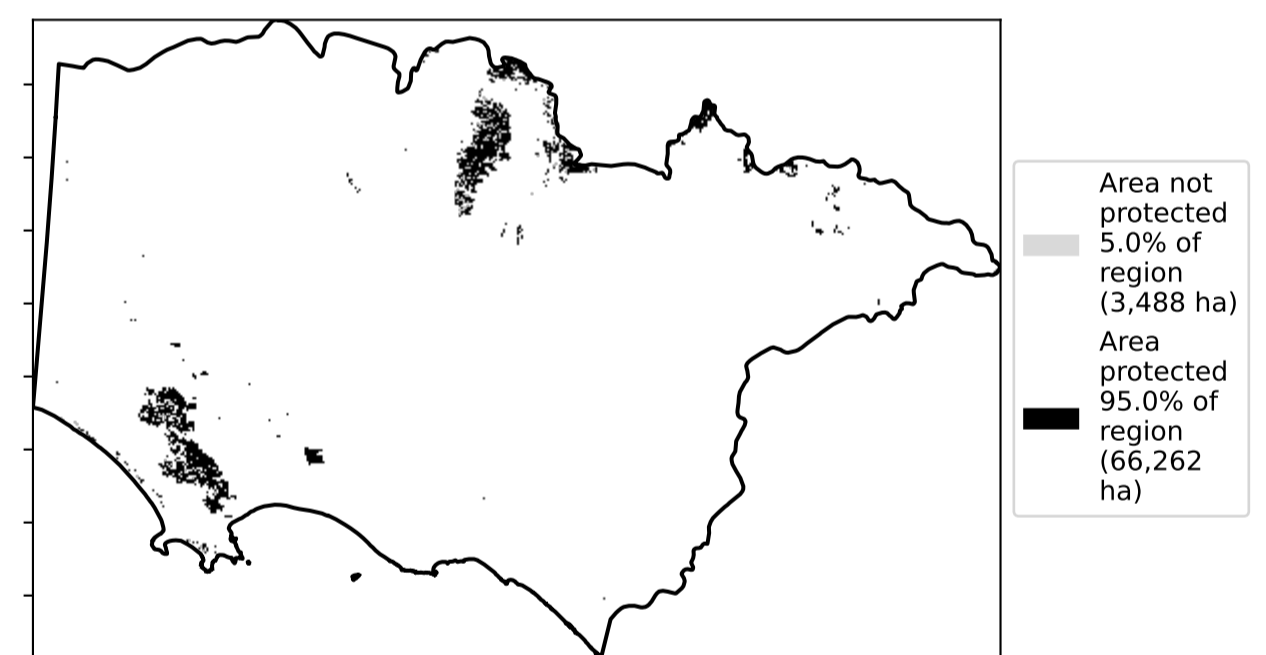 Area not
protected
5.0% of
region
(3,488 ha)
Area
protected
95.0% of
region
(66,262
ha)